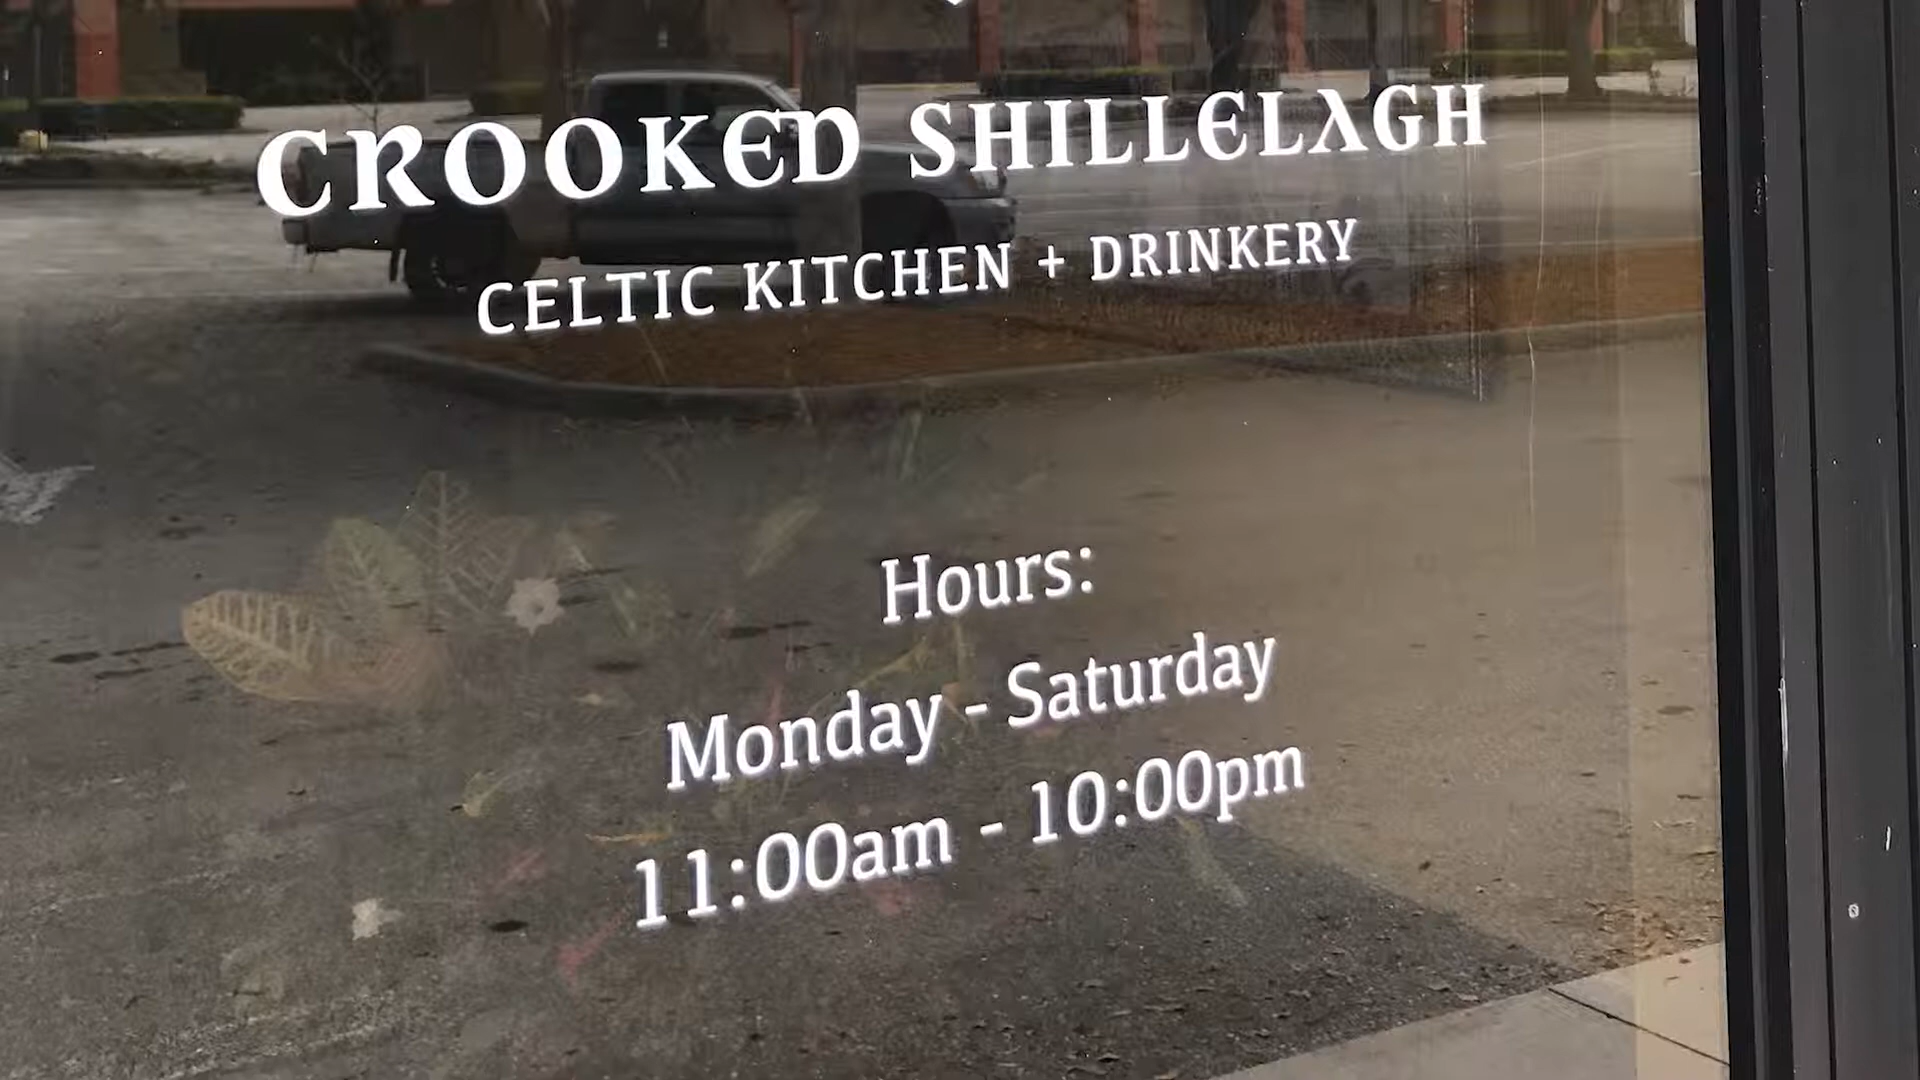 CROOKED SHILLELAGH
CELTIC KITCHEN + DRINKERY
Hours:
Monday - Saturday
11:00am - 10:00pm